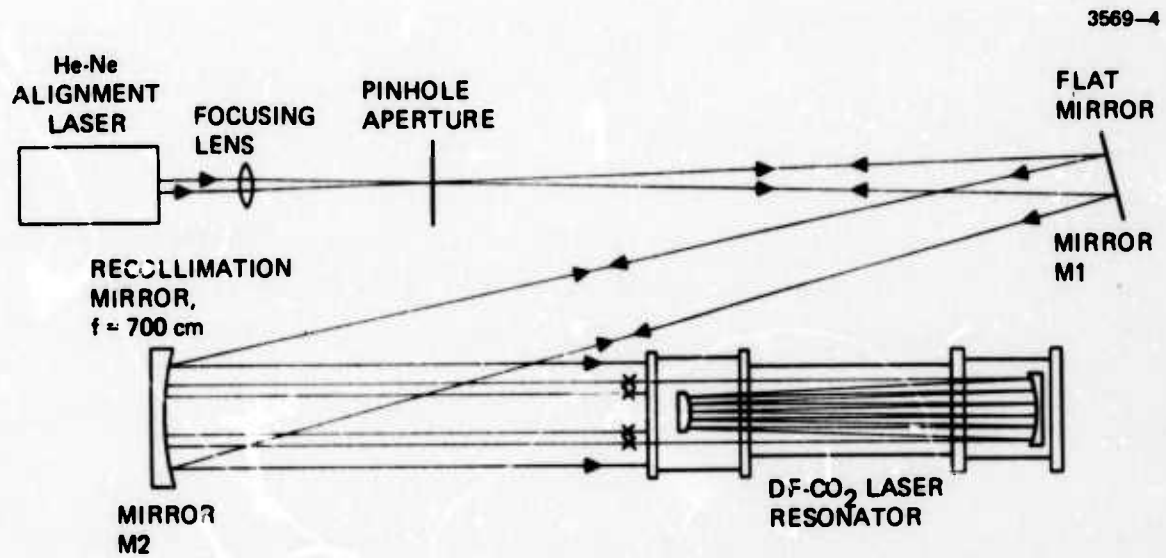 3569-4
He-Ne
ALIGNMENT
LASER
FOCUSING
LENS
PINHOLE
APERTURE
FLAT
MIRROR
MIRROR
M1
RECOLLIMATION
MIRROR,
f = 700 cm
MIRROR
M2
DF-CO₂ LASER
RESONATOR